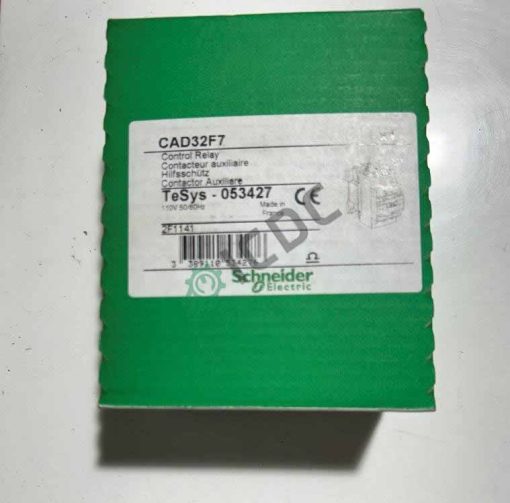 CAD32F7
Control Relay
Contacteur auxiliaire
Hilfsschütz
Contactor Auxiliare
TeSys - 053427
CE
110V 50/60Hz
Made in
2F1141
CDC
Schneider
Electric